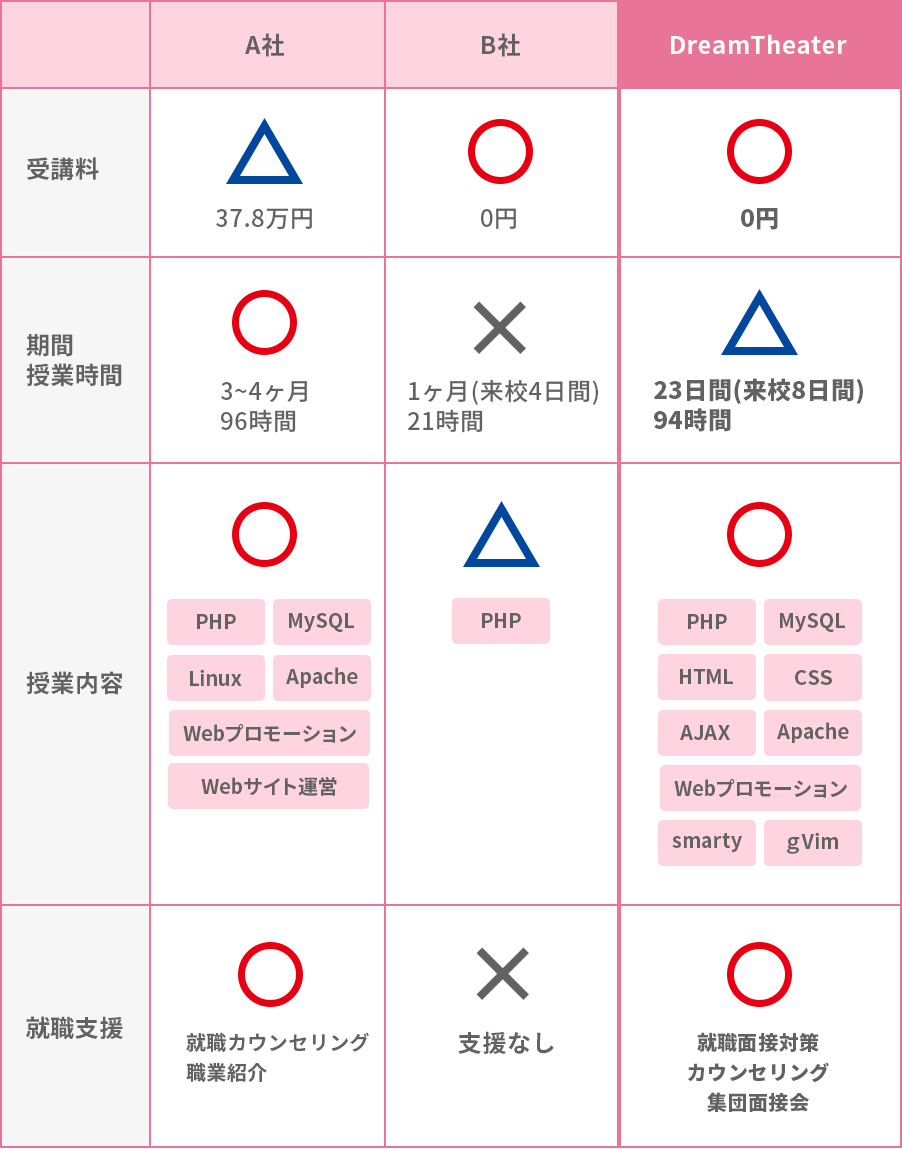 A社
B社
DreamTheater
受講料
37.8万円
0円
0円
期間
授業時間
3~4ヶ月
96時間
1ヶ月(来校4日間)
21時間
23日間(来校8日間)
94時間
授業内容
PHP
MySQL
Linux
Apache
Webプロモーション
Webサイト運営
PHP
PHP
MySQL
HTML
CSS
AJAX
Apache
Webプロモーション
smarty
gVim
就職支援
就職カウンセリング
職業紹介
支援なし
就職面接対策
カウンセリング
集団面接会